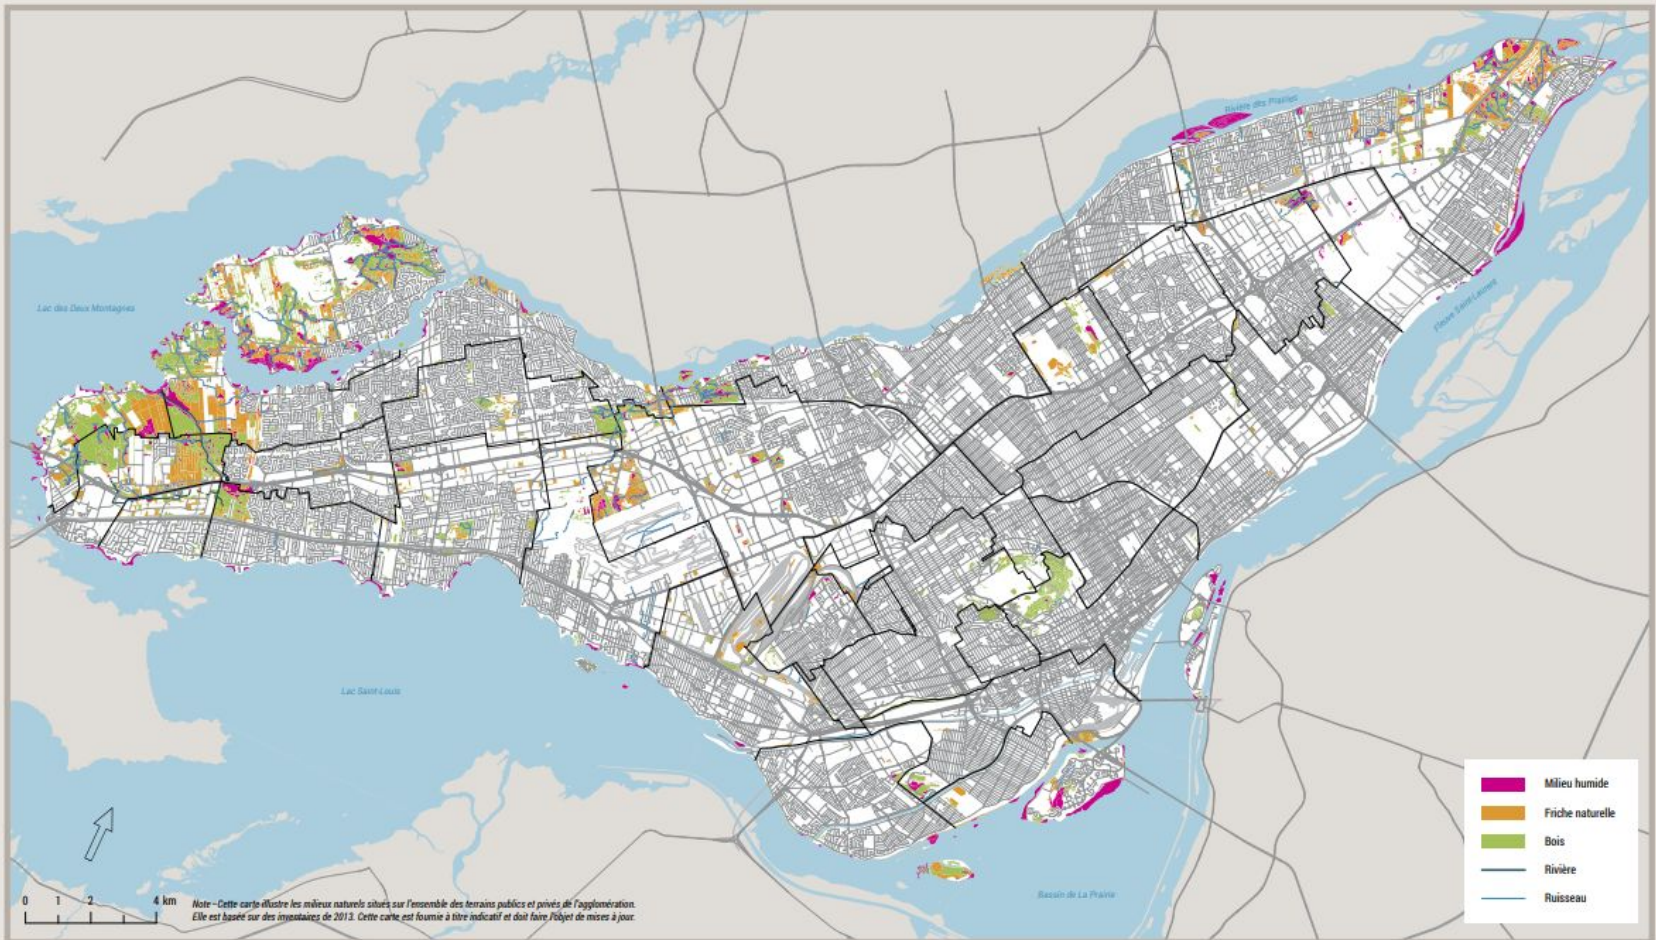 Rivière des Prairies
Lac des Deux Montagnes
Fleuve Saint-Laurent
Lac Saint-Louis
Bassin de La Prairie
Milieu humide
Friche naturelle
Bois
Rivière
Ruisseau
0 1 2 4 km
Note – Cette carte illustre les milieux naturels situés sur l'ensemble des terrains publics et privés de l'agglomération.
Elle est basée sur des inventaires de 2013. Cette carte est fournie à titre indicatif et doit faire l'objet de mises à jour.